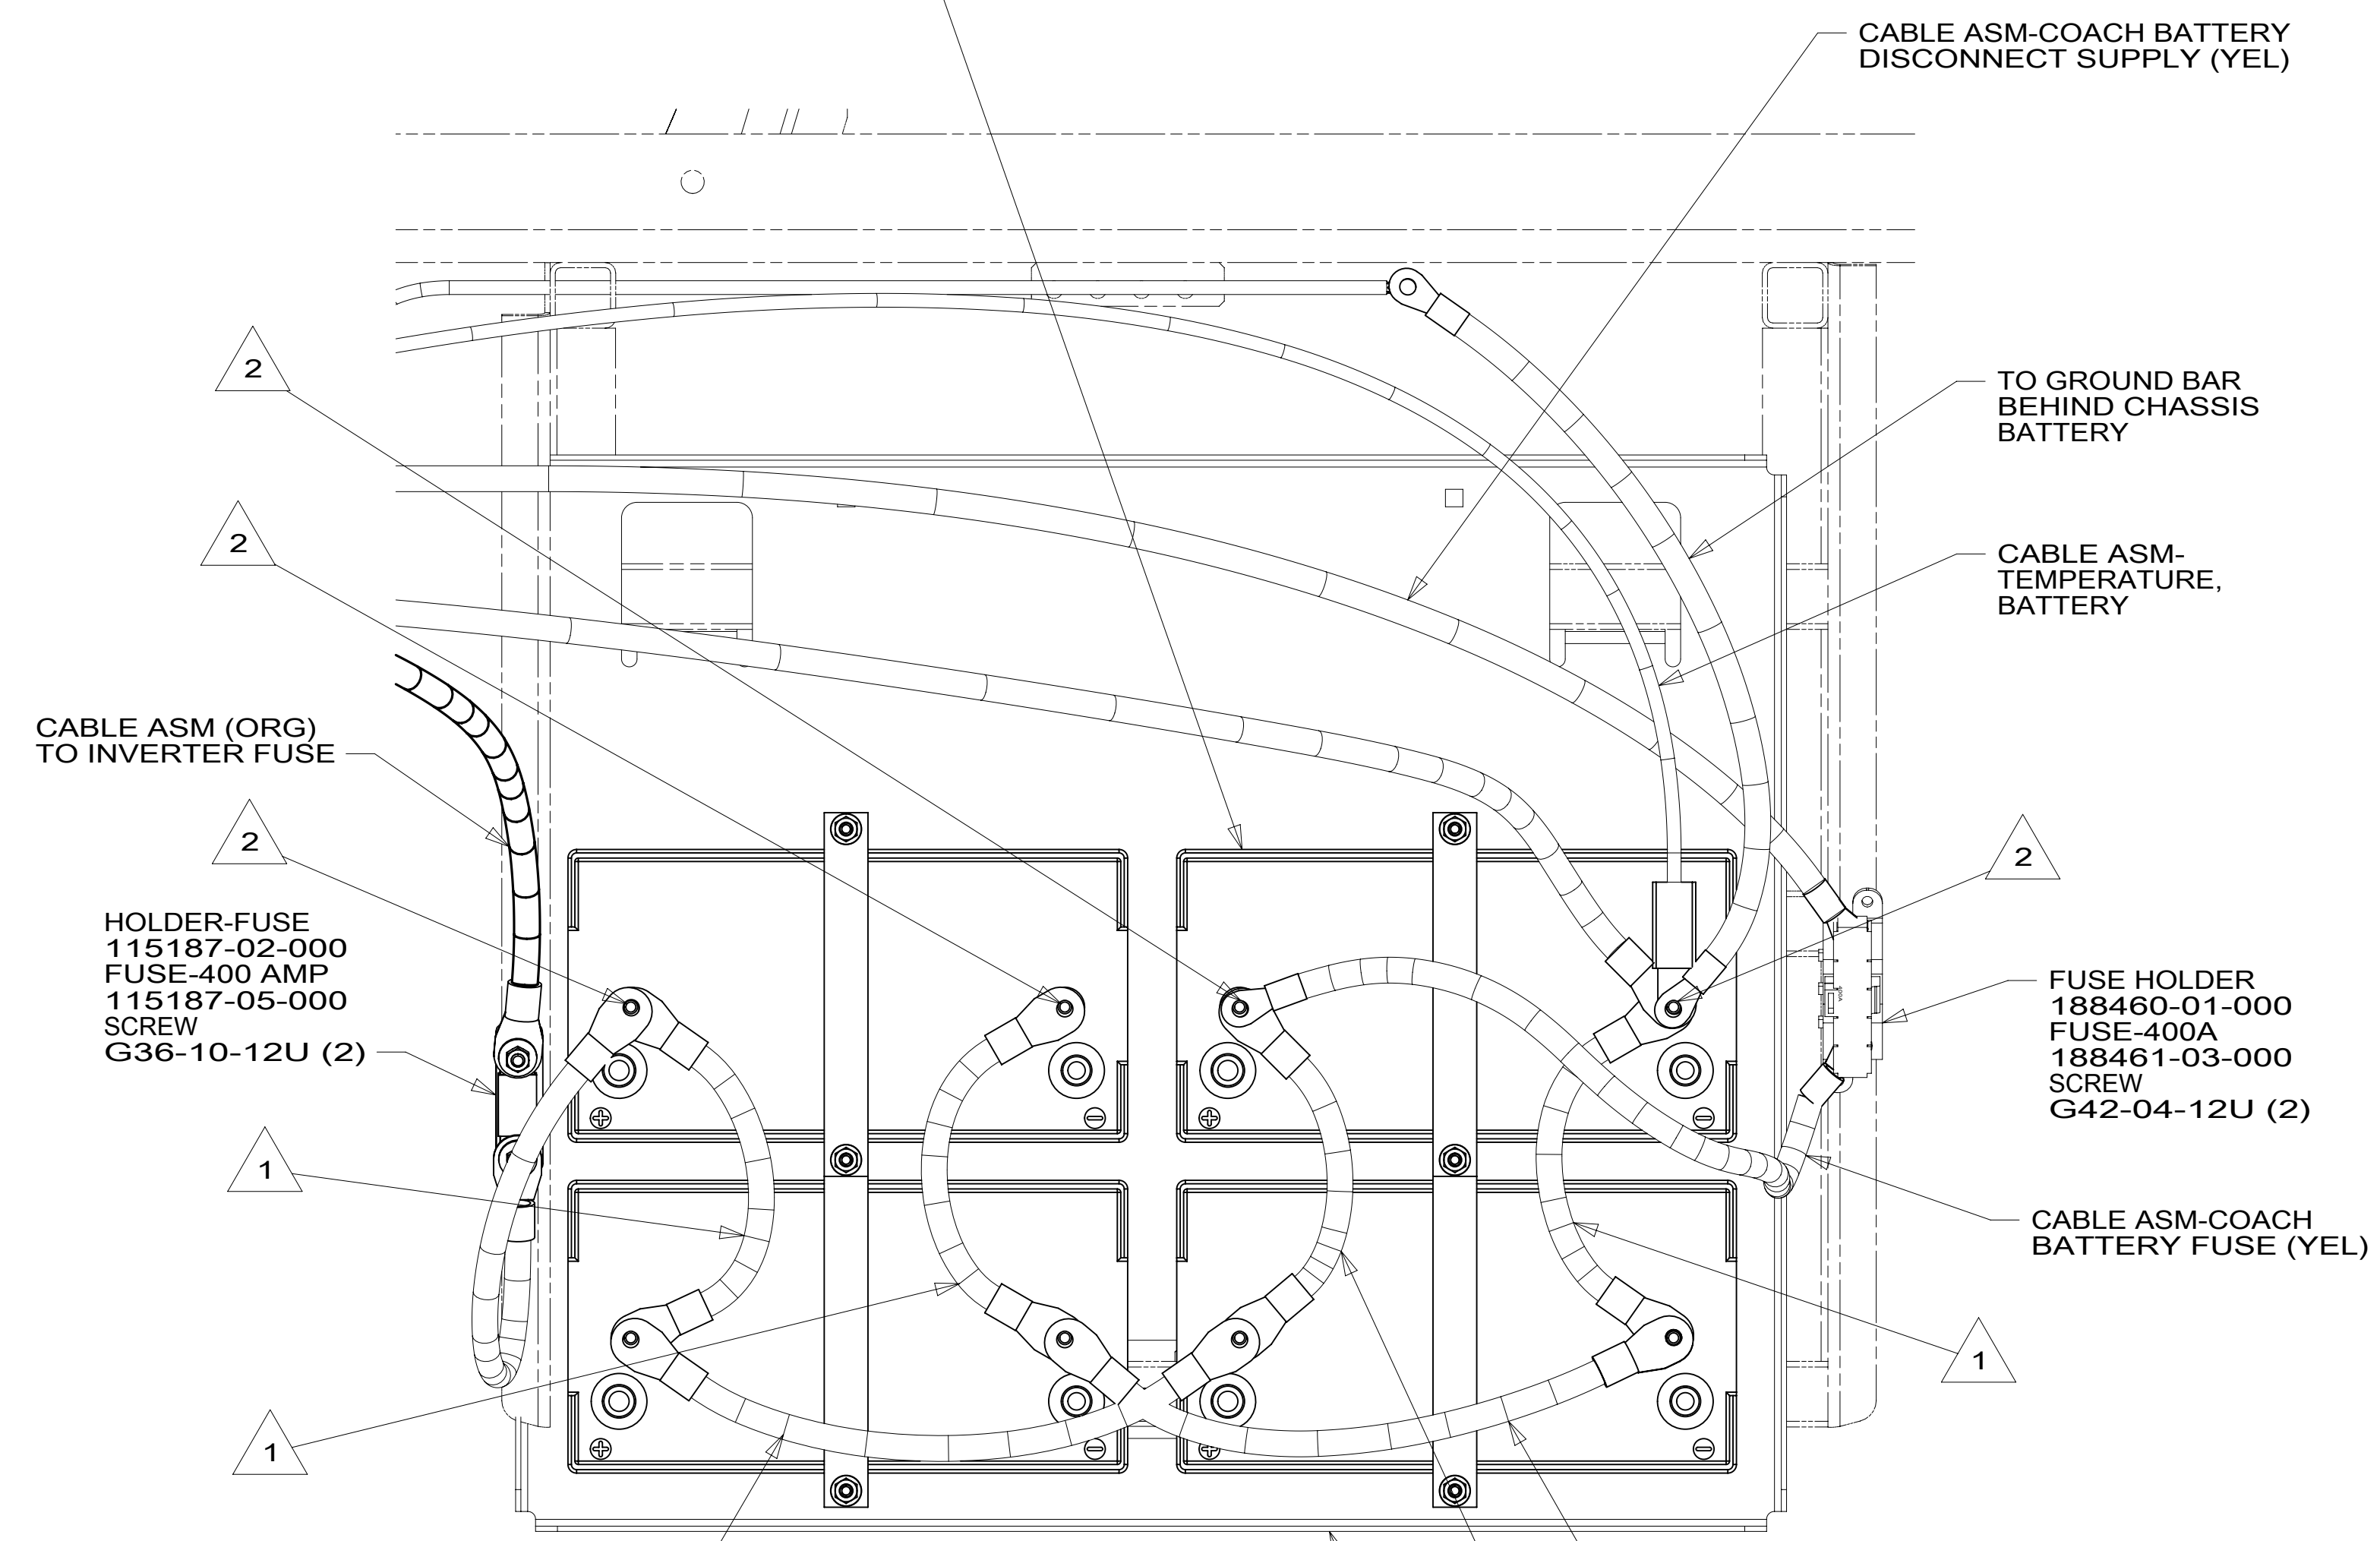 CABLE ASM-COACH BATTERY
DISCONNECT SUPPLY (YEL)
2
TO GROUND BAR
BEHIND CHASSIS
BATTERY
2
CABLE ASM-
TEMPERATURE,
BATTERY
CABLE ASM (ORG)
TO INVERTER FUSE
2
2
HOLDER-FUSE
115187-02-000
FUSE-400 AMP
115187-05-000
SCREW
G36-10-12U (2)
400A
FUSE HOLDER
188460-01-000
FUSE-400A
188461-03-000
SCREW
G42-04-12U (2)
+
−
+
−
1
CABLE ASM-COACH
BATTERY FUSE (YEL)
1
1
+
−
+
−